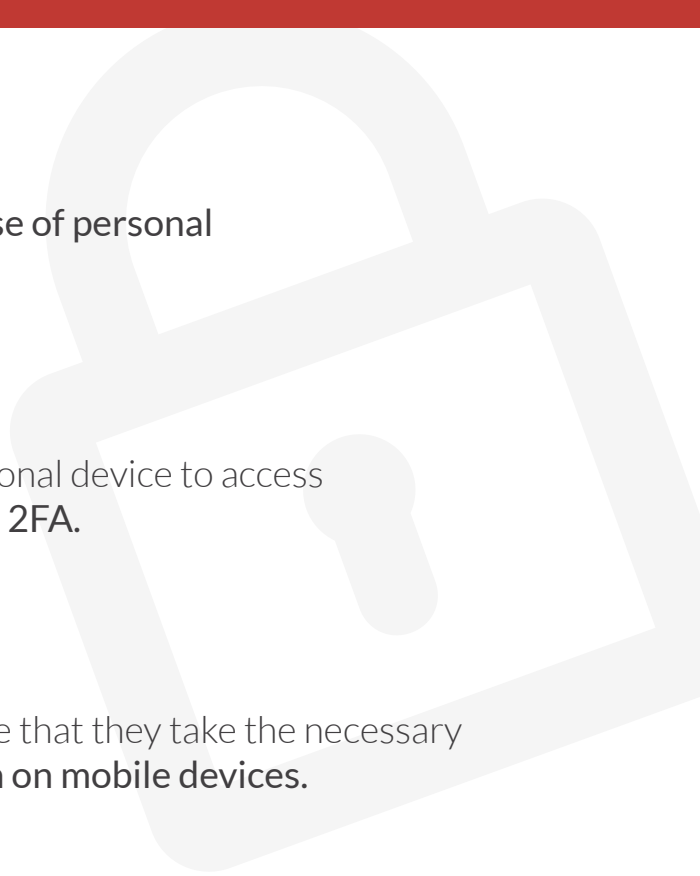 se of personal
onal device to access
2FA.
e that they take the necessary
on mobile devices.